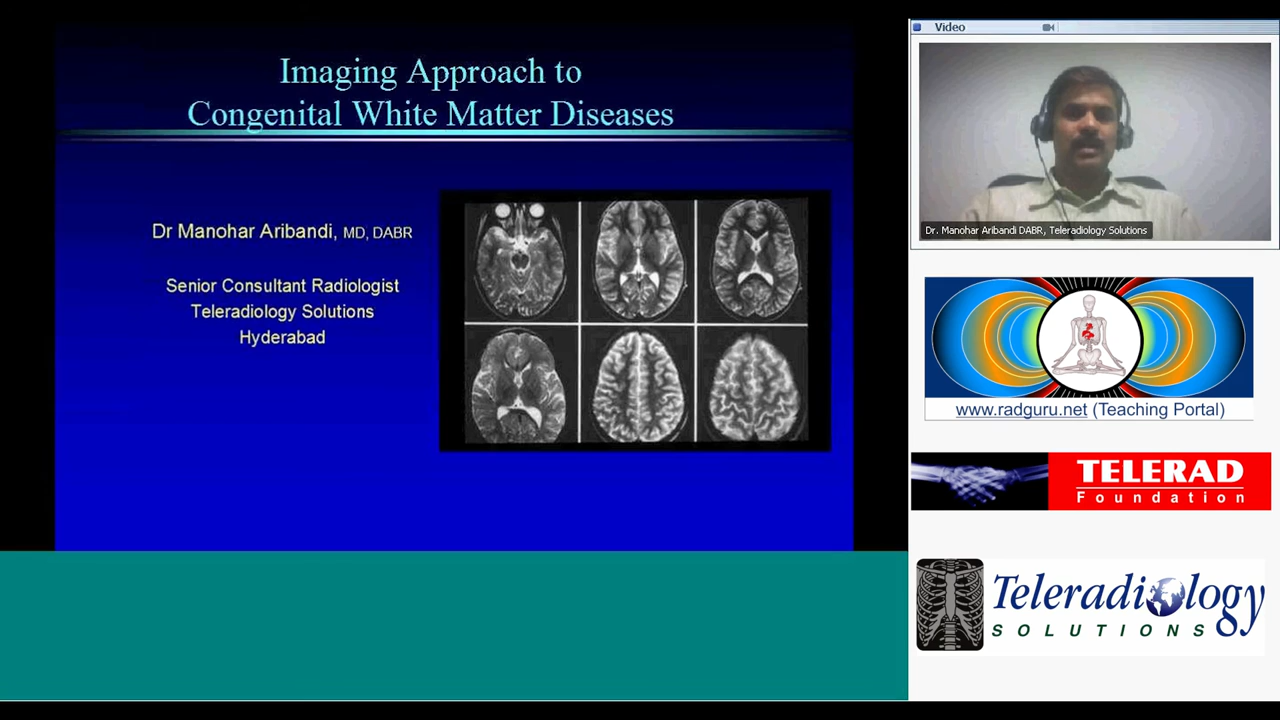 Imaging Approach to
Congenital White Matter Diseases
Dr Manohar Aribandi, MD, DABR
Senior Consultant Radiologist
Teleradiology Solutions
Hyderabad
Video
Dr. Manohar Aribandi DABR, Teleradiology Solutions
www.radguru.net (Teaching Portal)
TELERAD
Foundation
Teleradiology
SOLUTIONS